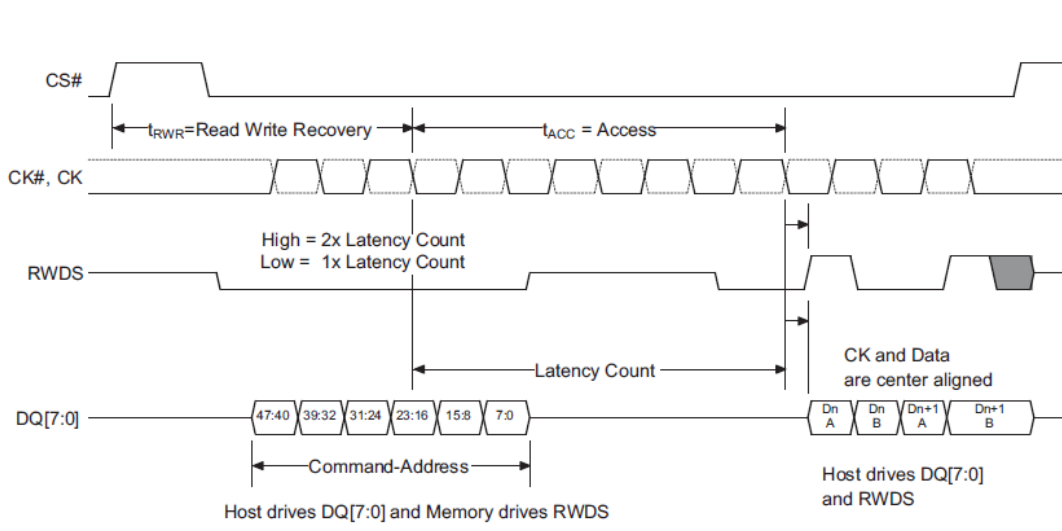 CS#
tRWR=Read Write Recovery
tACC = Access
CK#, CK
High = 2x Latency Count
Low = 1x Latency Count
RWDS
Latency Count
CK and Data
are center aligned
DQ[7:0]
47:40 39:32 31:24 23:16 15:8 7:0
Dn A
Dn B
Dn+1 A
Dn+1 B
Command-Address
Host drives DQ[7:0]
and RWDS
Host drives DQ[7:0] and Memory drives RWDS